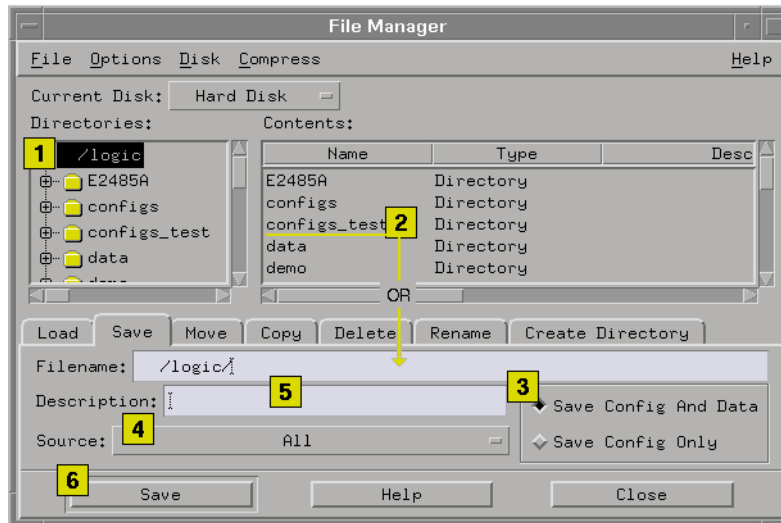 File Manager
File Options Disk Compress Help
Current Disk: Hard Disk
Directories: Contents:
1 /logic Name Type Desc
E2485A E2485A Directory
configs configs Directory
configs_test configs_test 2 Directory
data data Directory
demo demo Directory
OR
Load Save Move Copy Delete Rename Create Directory
Filename: /logic/
Description: 5 3 Save Config And Data
Source: 4 All Save Config Only
6 Save Help Close